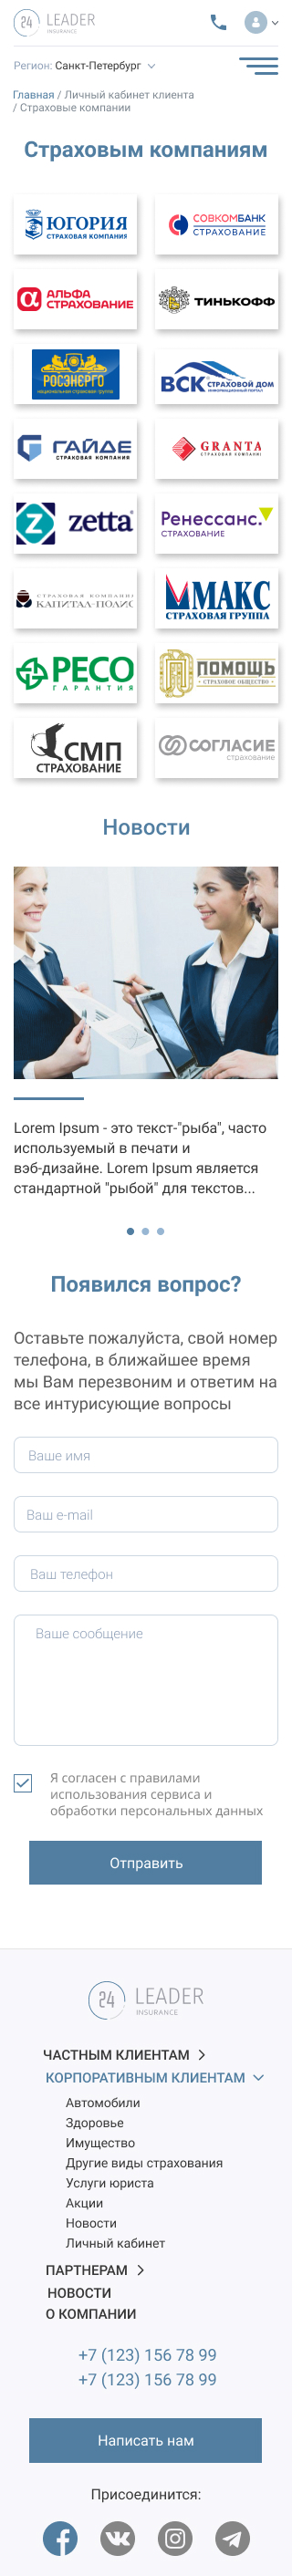 24 LEADER
INSURANCE
Регион: Санкт-Петербург
Главная / Личный кабинет клиента
/ Страховые компании
Страховым компаниям
ЮГОРИЯ
СТРАХОВАЯ КОМПАНИЯ
СОВКОМБАНК
СТРАХОВАНИЕ
АЛЬФА
СТРАХОВАНИЕ
ТИНЬКОФФ
РОСЭНЕРГО
национальная страховая группа
ВСК СТРАХОВОЙ ДОМ
ИНФОРМАЦИОННЫЙ ПОРТАЛ
ГАЙДЕ
СТРАХОВАЯ КОМПАНИЯ
GRANTA
СТРАХОВАЯ КОМПАНИЯ
Z zetta
Ренессанс.
СТРАХОВАНИЕ
СТРАХОВАЯ КОМПАНИЯ
КАПИТАЛ-ПОЛИС
МАКС
СТРАХОВАЯ ГРУППА
РЕСО
ГАРАНТИЯ
ПОМОЩЬ
СТРАХОВОЕ ОБЩЕСТВО
СМП
СТРАХОВАНИЕ
СОГЛАСИЕ
страхование
Новости
Lorem Ipsum - это текст-"рыба", часто
используемый в печати и
вэб-дизайне. Lorem Ipsum является
стандартной "рыбой" для текстов...
Появился вопрос?
Оставьте пожалуйста, свой номер
телефона, в ближайшее время
мы Вам перезвоним и ответим на
все интурисующие вопросы
Ваше имя
Ваш e-mail
Ваш телефон
Ваше сообщение
Я согласен с правилами
использования сервиса и
обработки персональных данных
Отправить
24 LEADER
INSURANCE
ЧАСТНЫМ КЛИЕНТАМ
КОРПОРАТИВНЫМ КЛИЕНТАМ
Автомобили
Здоровье
Имущество
Другие виды страхования
Услуги юриста
Акции
Новости
Личный кабинет
ПАРТНЕРАМ
НОВОСТИ
О КОМПАНИИ
+7 (123) 156 78 99
+7 (123) 156 78 99
Написать нам
Присоединится: